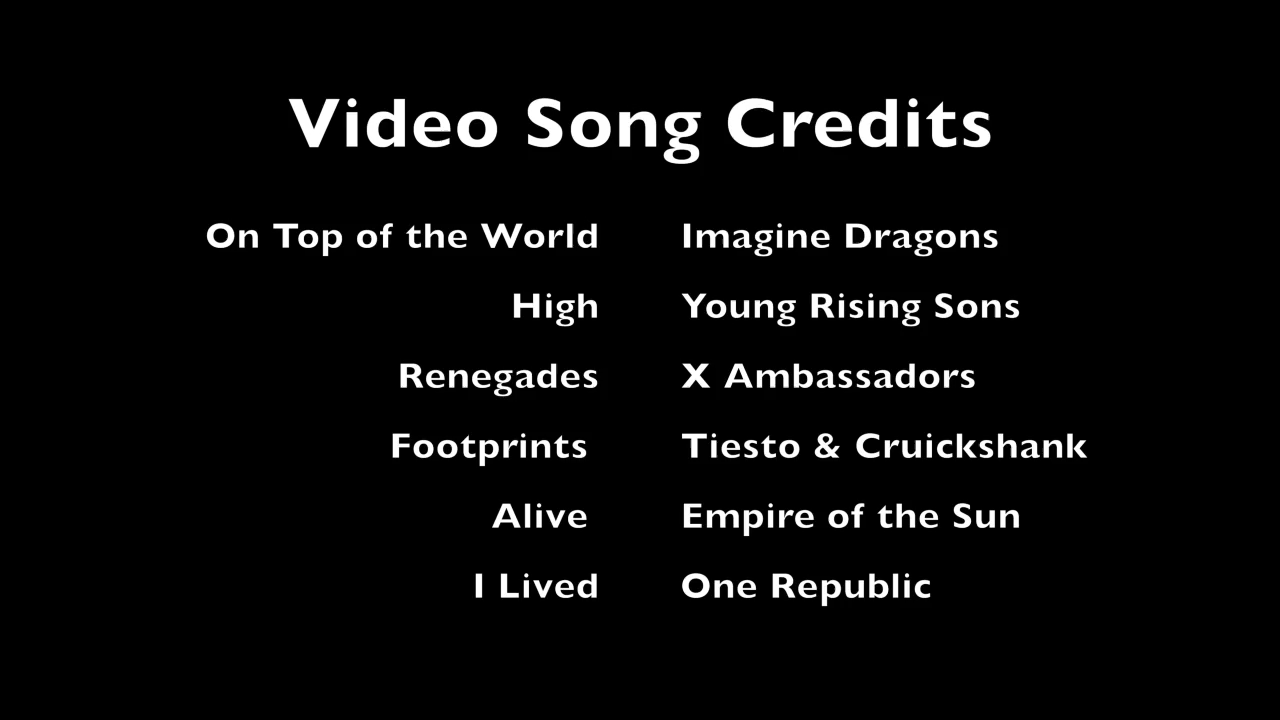 Video Song Credits
On Top of the World Imagine Dragons
High Young Rising Sons
Renegades X Ambassadors
Footprints Tiesto & Cruickshank
Alive Empire of the Sun
I Lived One Republic